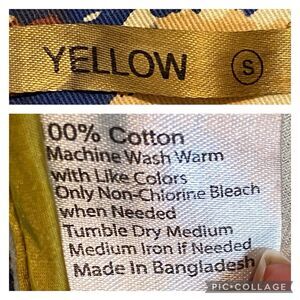 YELLOW S
00% Cotton
Machine Wash Warm
with Like Colors
Only Non-Chlorine Bleach
when Needed
Tumble Dry Medium
Medium Iron if Needed
Made In Bangladesh
PIC•COLLAGE